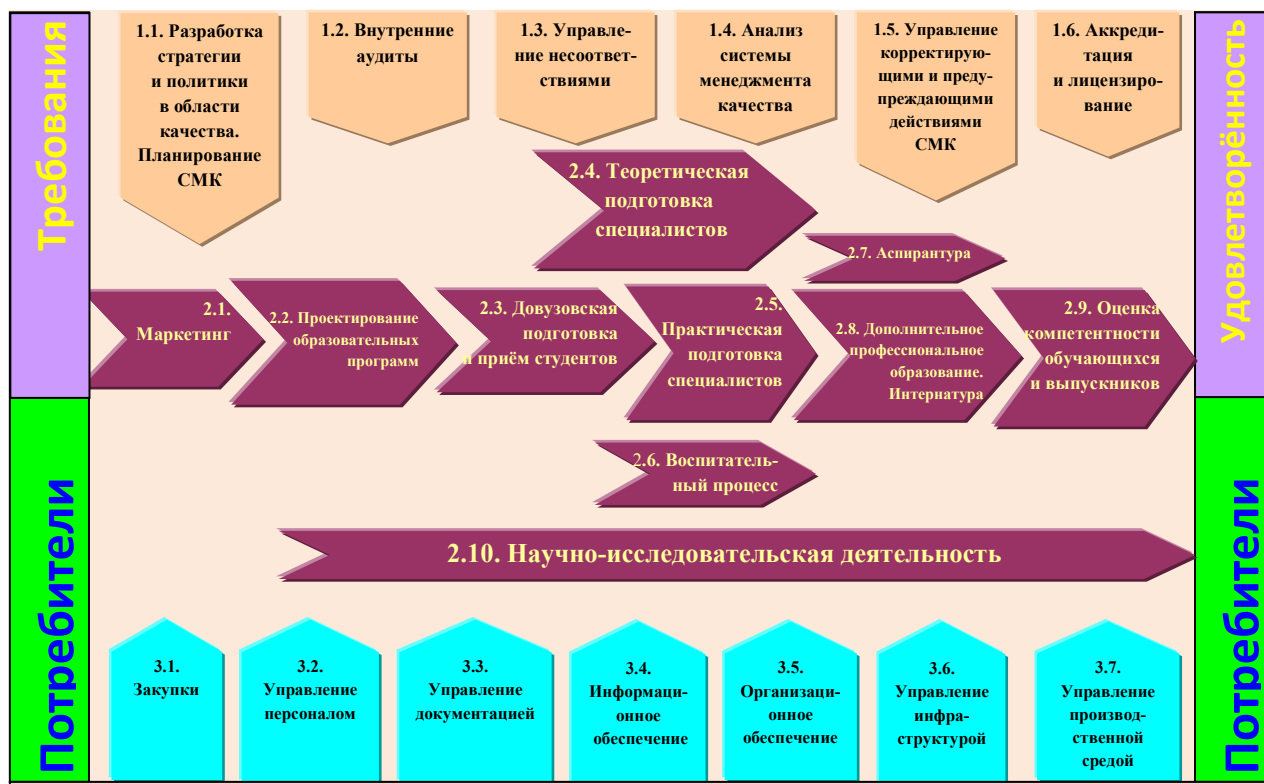 Требования
Потребители
1.1. Разработка
стратегии
и политики
в области
качества.
Планирование
СМК
1.2. Внутренние
аудиты
1.3. Управле-
ние несоответ-
ствиями
1.4. Анализ
системы
менеджмента
качества
1.5. Управление
корректирую-
щими и преду-
преждающими
действиями
СМК
1.6. Аккреди-
тация
и лицензиро-
вание
2.4. Теоретическая
подготовка
специалистов
2.7. Аспирантура
2.1.
Маркетинг
2.2. Проектирование
образовательных
программ
2.3. Довузовская
подготовка
и приём студентов
2.5.
Практическая
подготовка
специалистов
2.8. Дополнительное
профессиональное
образование.
Интернатура
2.9. Оценка
компетентности
обучающихся
и выпускников
2.6. Воспитатель-
ный процесс
2.10. Научно-исследовательская деятельность
3.1.
Закупки
3.2.
Управление
персоналом
3.3.
Управление
документацией
3.4.
Информаци-
онное
обеспечение
3.5.
Организаци-
онное
обеспечение
3.6.
Управление
инфра-
структурой
3.7.
Управление
производ-
ственной
средой
Удовлетворённость
Потребители